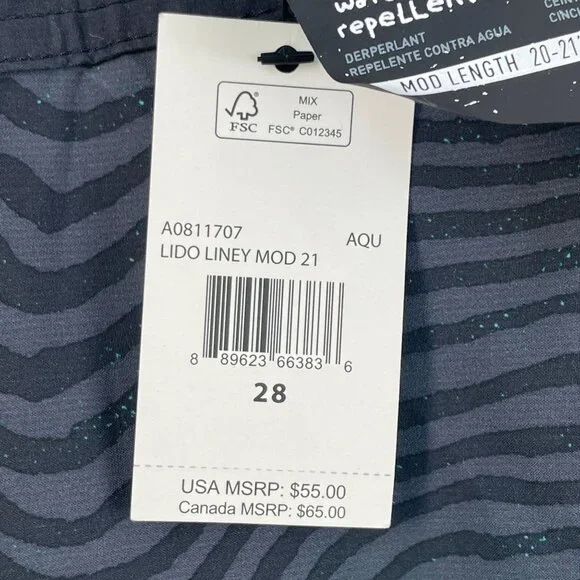 repellen
DERPERLANT
REPELENTE CONTRA AGUA
MOD LENGTH 20-21"
MIX
Paper
FSC® C012345
FSC
A0811707
AQU
LIDO LINEY MOD 21
8 89623 66383 6
28
USA MSRP: $55.00
Canada MSRP: $65.00